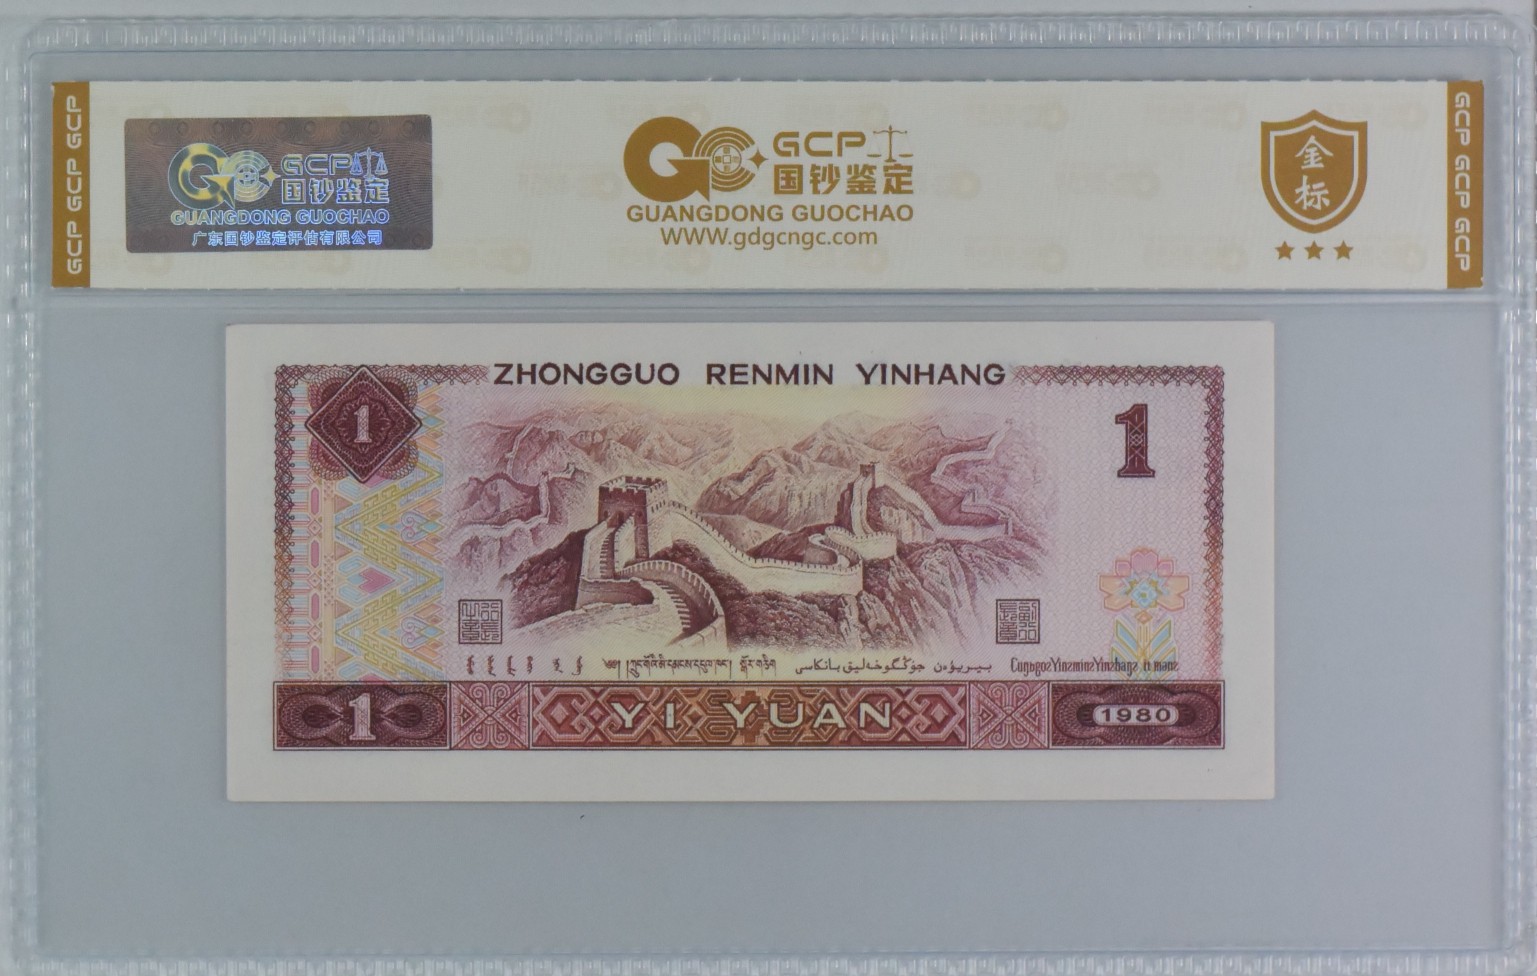 GCP GCP GCP
GCP
国钞鉴定
GUANGDONG GUOCHAO
广东国钞鉴定评估有限公司
GCP
国钞鉴定
GUANGDONG GUOCHAO
WWW.gdgcngc.com
金
标
GCP GCP GCP
ZHONGGUO RENMIN YINHANG
1
1
1
YI YUAN
1980